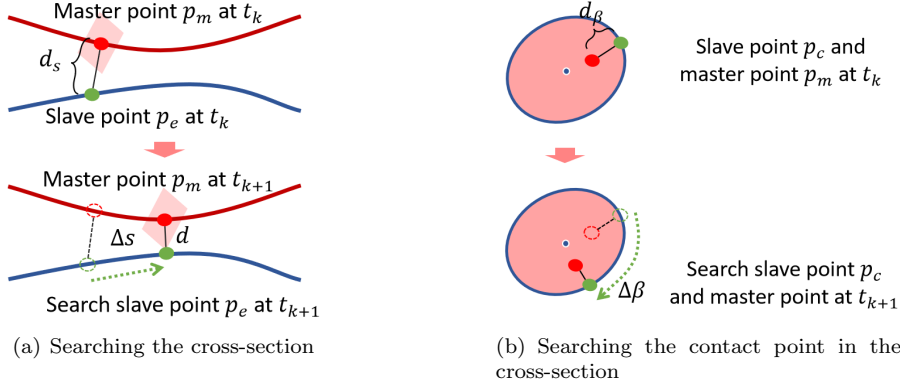 Master point p_m at t_k
d_s
Slave point p_e at t_k
Master point p_m at t_{k+1}
Δs
d
Search slave point p_e at t_{k+1}
(a) Searching the cross-section
d_β
Slave point p_c and
master point p_m at t_k
Δβ
Search slave point p_c
and master point at t_{k+1}
(b) Searching the contact point in the
cross-section